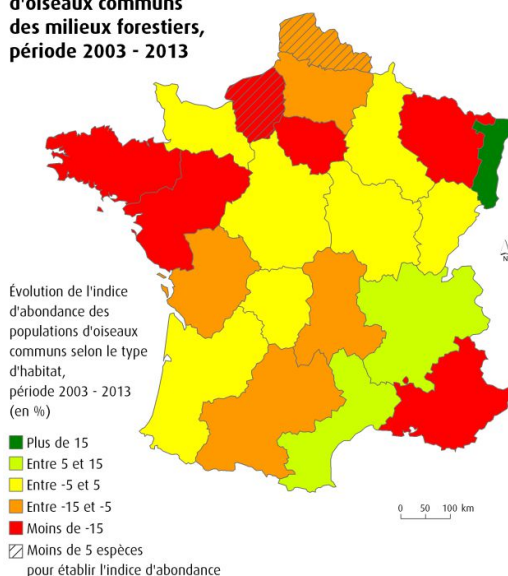 d'oiseaux communs
des milieux forestiers,
période 2003 - 2013
Évolution de l'indice
d'abondance des
populations d'oiseaux
communs selon le type
d'habitat,
période 2003 - 2013
(en %)
Plus de 15
Entre 5 et 15
Entre -5 et 5
Entre -15 et -5
Moins de -15
Moins de 5 espèces
pour établir l'indice d'abondance
N
0 50 100 km